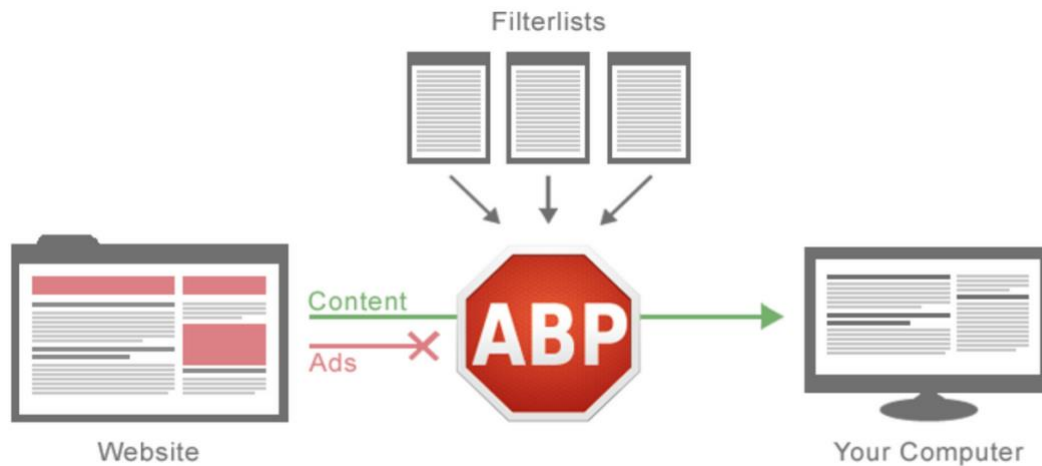 Filterlists
Content
Ads
ABP
Website
Your Computer